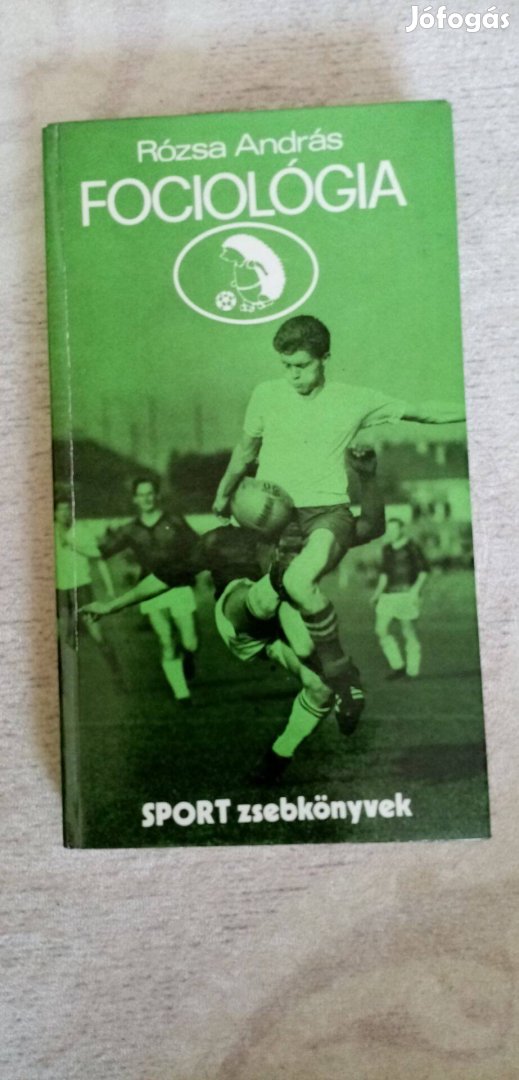 Jófogás
Rózsa András
FOCIOLÓGIA
SPORT zsebkönyvek